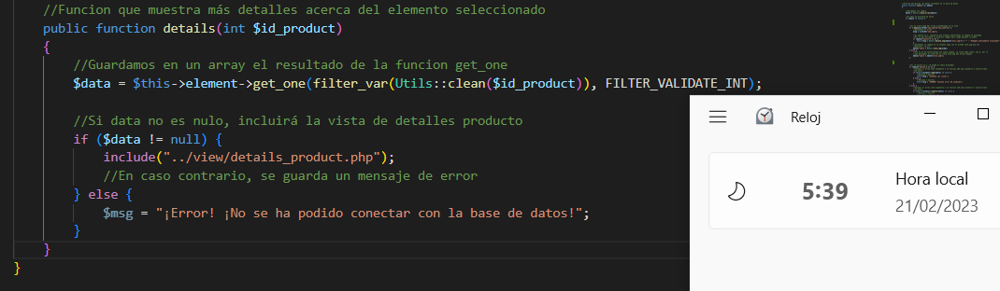 //Funcion que muestra más detalles acerca del elemento seleccionado
public function details(int $id_product)
{
//Guardamos en un array el resultado de la funcion get_one
$data = $this->element->get_one(filter_var(Utils::clean($id_product)), FILTER_VALIDATE_INT);
//Si data no es nulo, incluirá la vista de detalles producto
if ($data != null) {
include("../view/details_product.php");
//En caso contrario, se guarda un mensaje de error
} else {
$msg = "¡Error! ¡No se ha podido conectar con la base de datos!";
}
}
}
Reloj
5:39
Hora local
21/02/2023